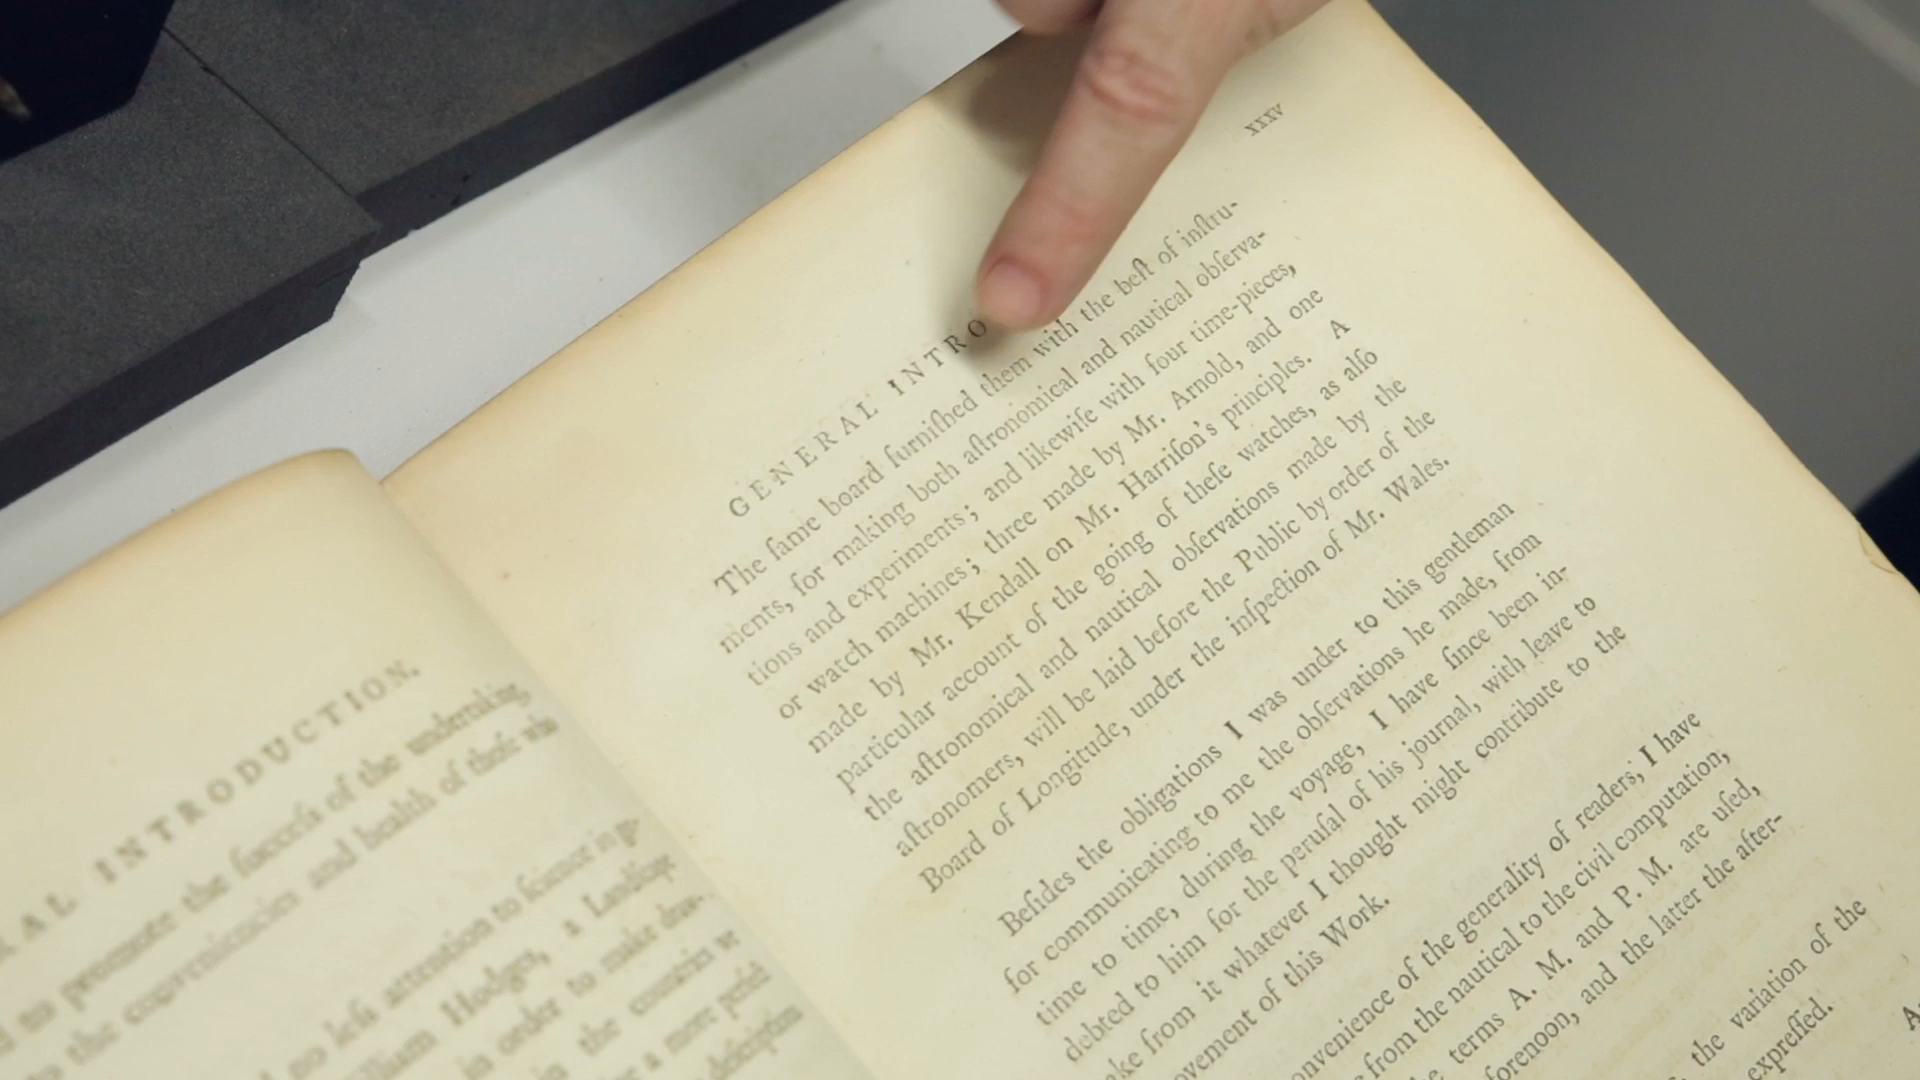 AL INTRODUCTION.
to promote the ſucceſs of the undertaking
to the conveniencies and health of thoſe who
no leſs attention to ſcience in
William Hodges, a Landſcape
in order to make
in the countries
a more
xxxv
GENERAL INTRO
The ſame board furniſhed them with the beſt of inſtru-
ments, for making both aſtronomical and nautical obſerva-
tions and experiments; and likewiſe with four time-pieces,
or watch machines; three made by Mr. Arnold, and one
made by Mr. Kendall on Mr. Harriſon's principles. A
particular account of the going of theſe watches, as alſo
the aſtronomical and nautical obſervations made by the
aſtronomers, will be laid before the Public by order of the
Board of Longitude, under the inſpection of Mr. Wales.
Beſides the obligations I was under to this gentleman
for communicating to me the obſervations he made, from
time to time, during the voyage, I have ſince been in-
debted to him for the peruſal of his journal, with leave to
ake from it whatever I thought might contribute to the
ovement of this Work.
onvenience of the generality of readers, I have
from the nautical to the civil computation,
terms A. M. and P. M. are uſed,
forenoon, and the latter the after-
the variation of the
expreſſed.
A